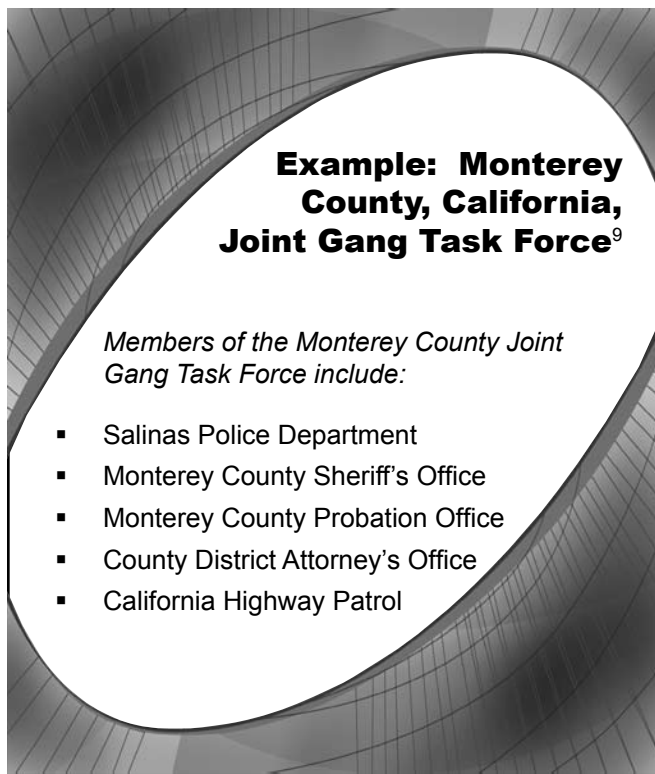 Example:  Monterey
County, California,
Joint Gang Task Force⁹
Members of the Monterey County Joint
Gang Task Force include:
▪ Salinas Police Department
▪ Monterey County Sheriff's Office
▪ Monterey County Probation Office
▪ County District Attorney's Office
▪ California Highway Patrol